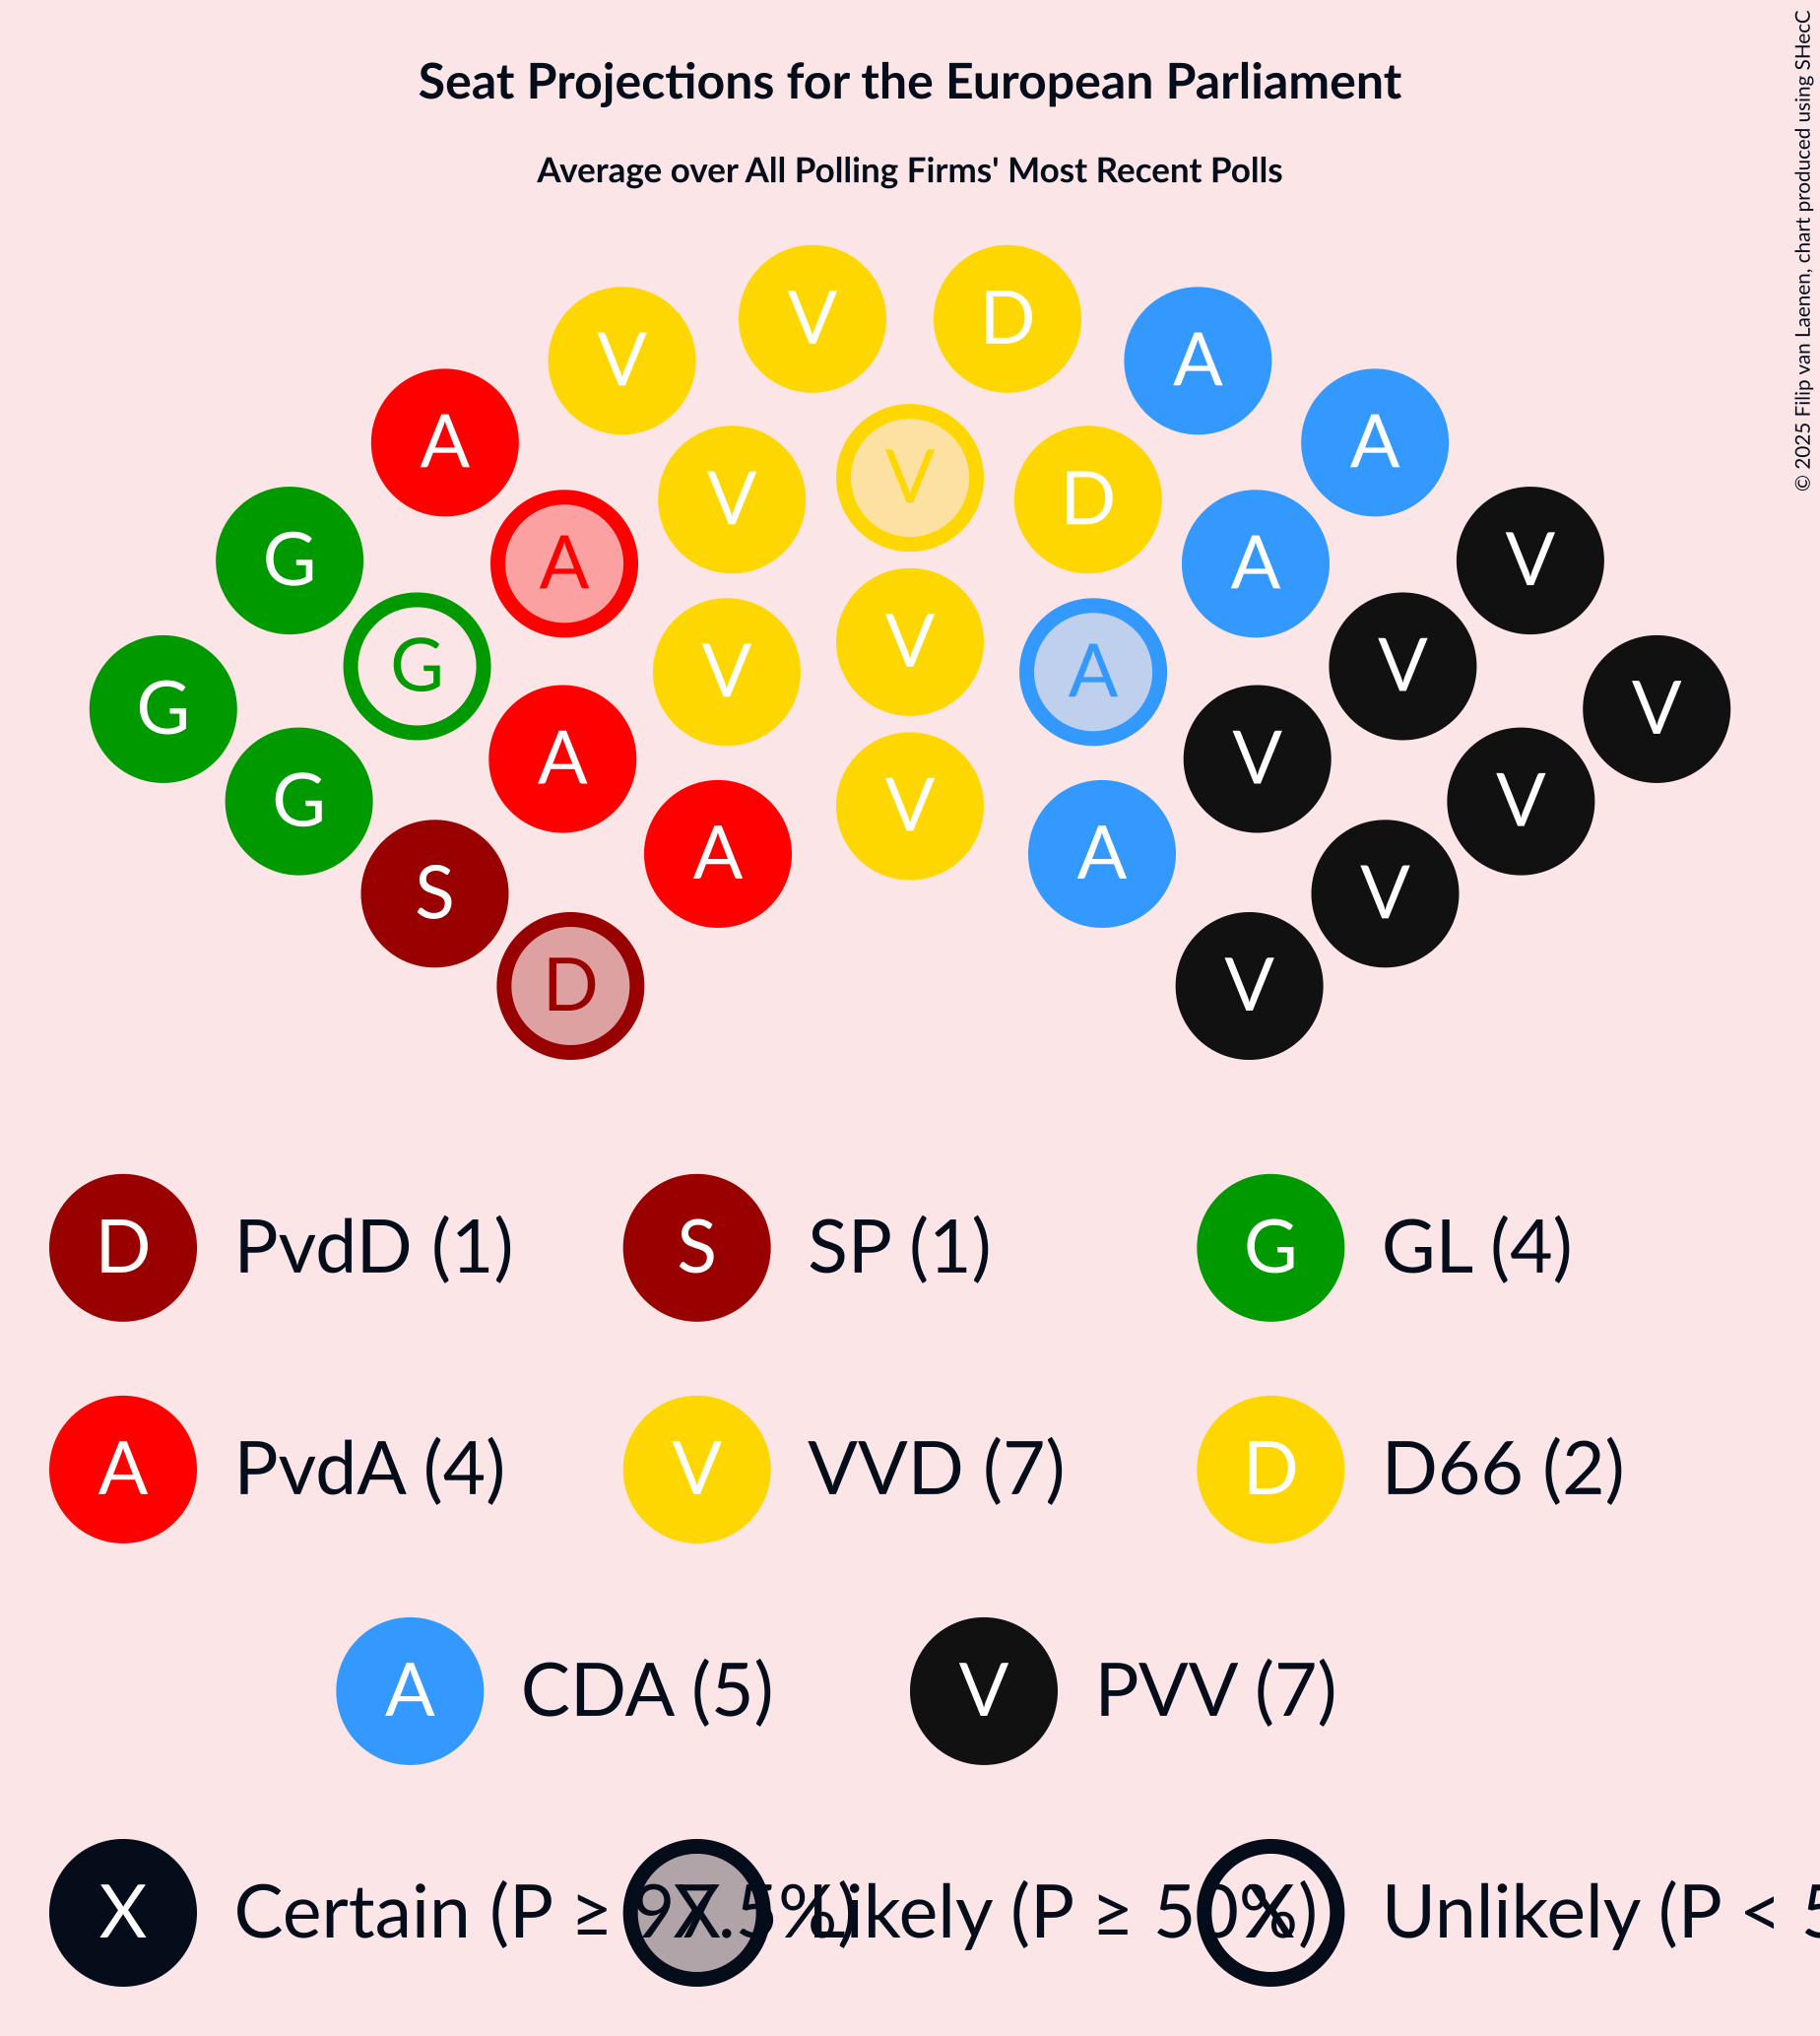 Seat Projections for the European Parliament
Average over All Polling Firms' Most Recent Polls
© 2025 Filip van Laenen, chart produced using SHecC
V V D
V A
A V A
V D
A A V
G V G
A V V A V
G V
G A V V
A A V
S V
D V
D PvdD (1) S SP (1) G GL (4)
A PvdA (4) V VVD (7) D D66 (2)
A CDA (5) V PVV (7)
X Certain (P ≥ 97.5%) X Likely (P ≥ 50%) X Unlikely (P < 5